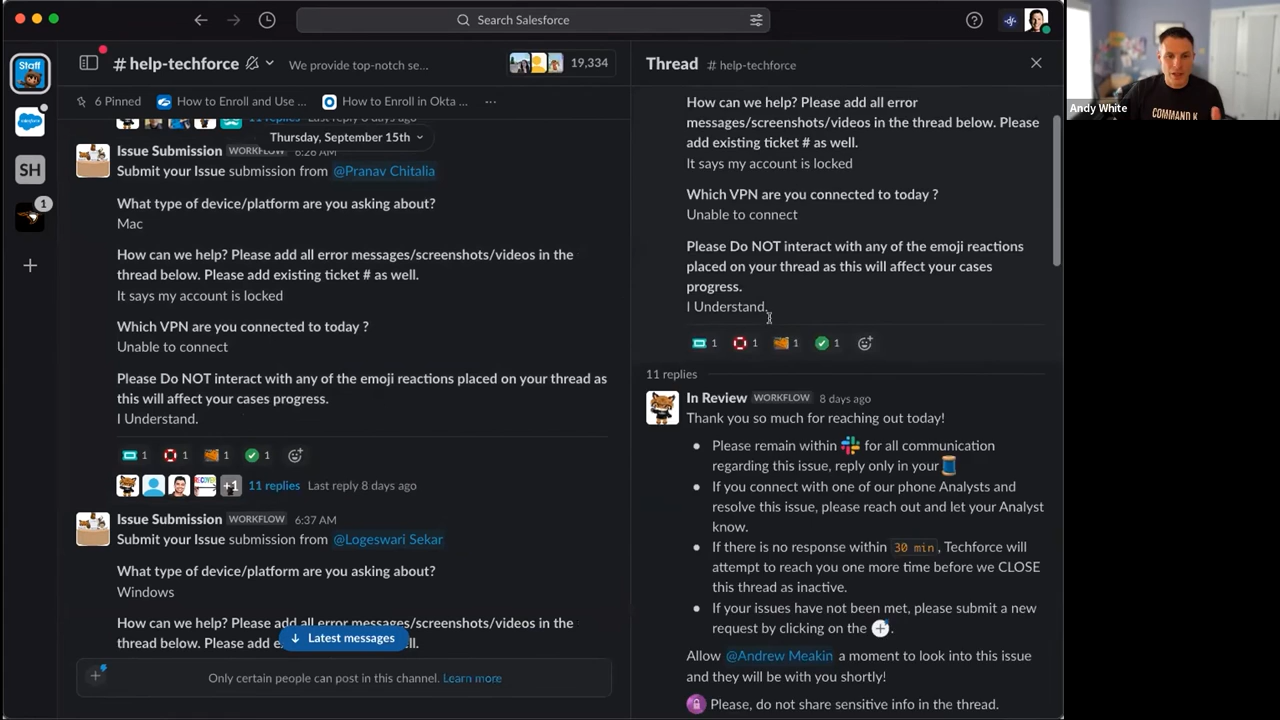 Search Salesforce
Staff
# help-techforce
We provide top-notch se...
19,334
6 Pinned
How to Enroll and Use ...
How to Enroll in Okta ...
SH
1
11 replies Last reply 8 days ago
Thursday, September 15th
Issue Submission WORKFLOW 6:26 AM
Submit your Issue submission from @Pranav Chitalia
What type of device/platform are you asking about?
Mac
How can we help? Please add all error messages/screenshots/videos in the
thread below. Please add existing ticket # as well.
It says my account is locked
Which VPN are you connected to today ?
Unable to connect
Please Do NOT interact with any of the emoji reactions placed on your thread as
this will affect your cases progress.
I Understand.
1 1 1 1
+1 11 replies Last reply 8 days ago
Issue Submission WORKFLOW 6:37 AM
Submit your Issue submission from @Logeswari Sekar
What type of device/platform are you asking about?
Windows
How can we help? Please add all error messages/screenshots/videos in the
thread below. Please add e
ll.
Latest messages
Only certain people can post in this channel. Learn more
Thread # help-techforce
How can we help? Please add all error
messages/screenshots/videos in the thread below. Please
add existing ticket # as well.
It says my account is locked
Which VPN are you connected to today ?
Unable to connect
Please Do NOT interact with any of the emoji reactions
placed on your thread as this will affect your cases
progress.
I Understand.
1 1 1 1
11 replies
In Review WORKFLOW 8 days ago
Thank you so much for reaching out today!
Please remain within for all communication
regarding this issue, reply only in your
If you connect with one of our phone Analysts and
resolve this issue, please reach out and let your Analyst
know.
If there is no response within 30 min, Techforce will
attempt to reach you one more time before we CLOSE
this thread as inactive.
If your issues have not been met, please submit a new
request by clicking on the .
Allow @Andrew Meakin a moment to look into this issue
and they will be with you shortly!
Please, do not share sensitive info in the thread.
Andy White
COMMAND K